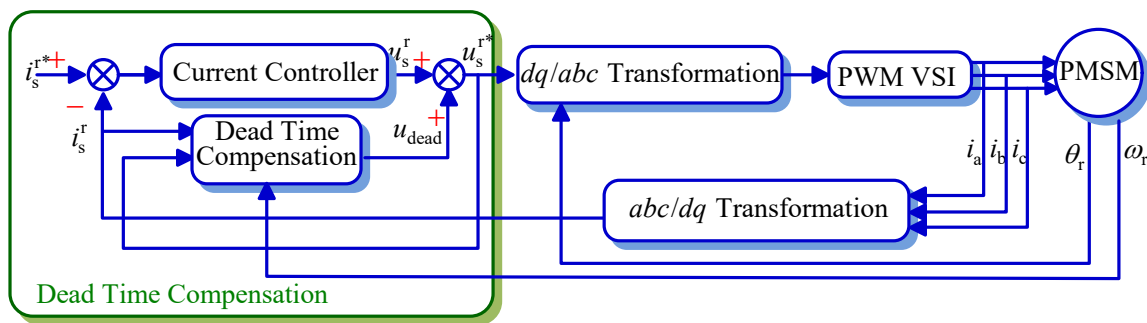 i_s^{r*} +
−
i_s^r
Current Controller
u_s^r +
u_s^{r*}
Dead Time
Compensation
u_dead
+
dq/abc Transformation
PWM VSI
PMSM
i_a i_b i_c
θ_r
ω_r
abc/dq Transformation
Dead Time Compensation